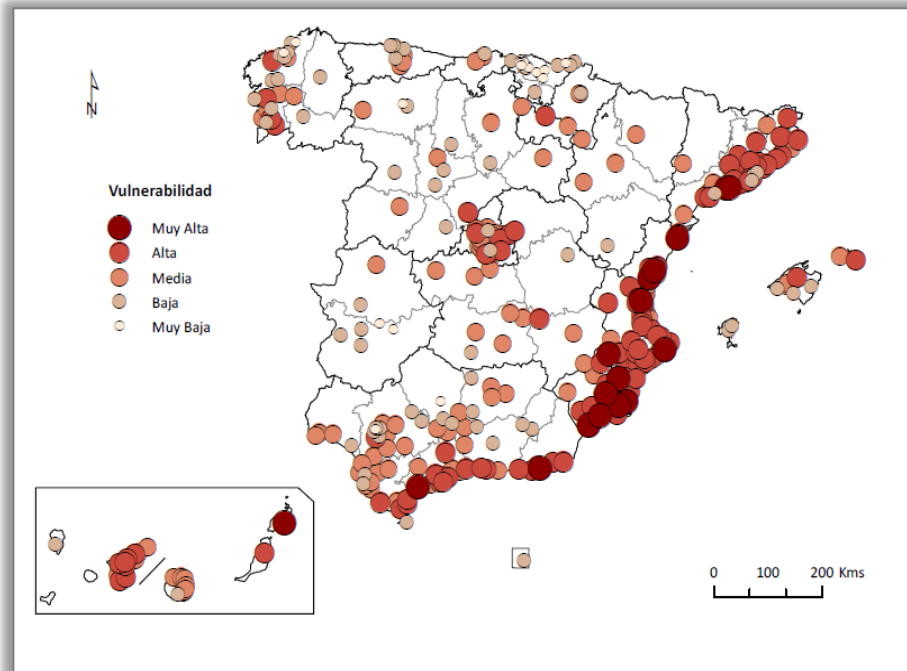 N
Vulnerabilidad
Muy Alta
Alta
Media
Baja
Muy Baja
0 100 200 Kms